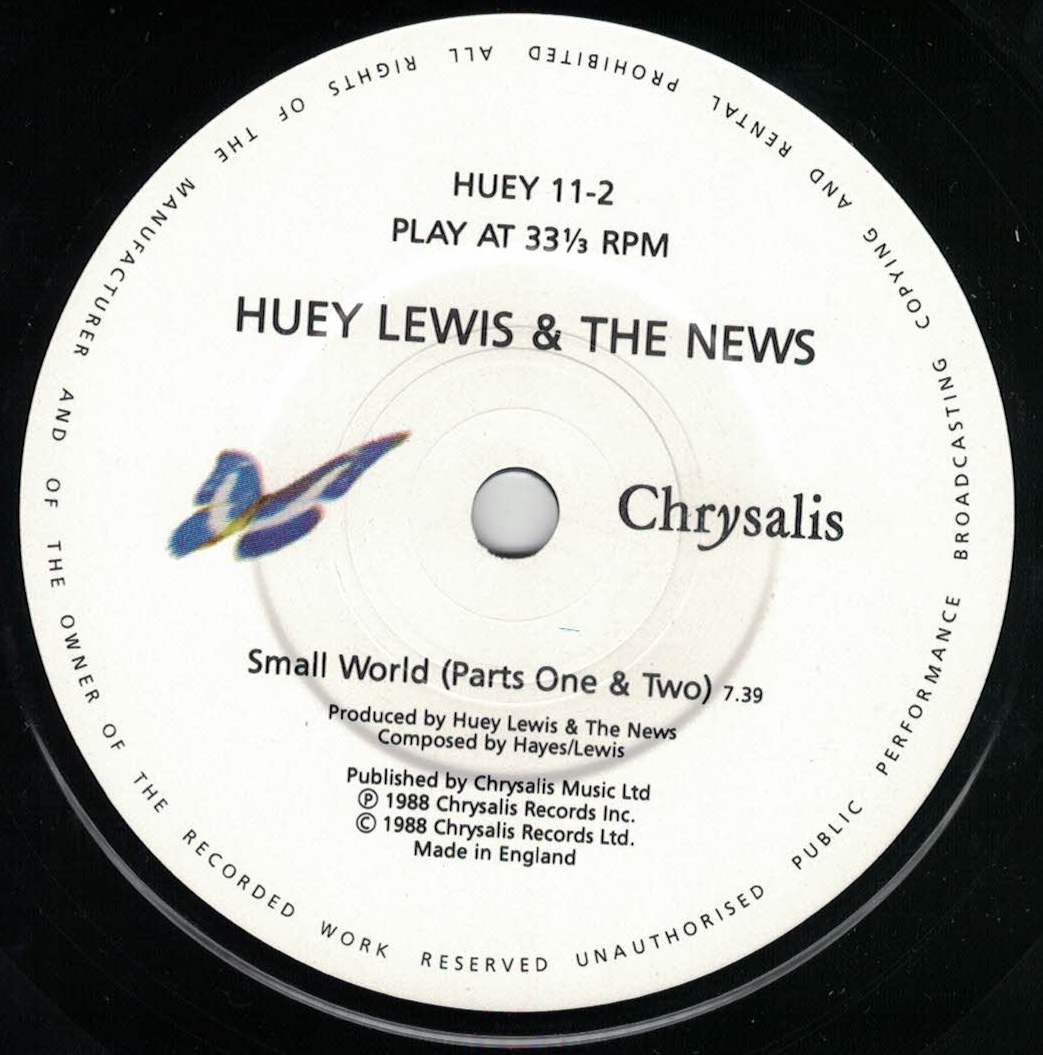 HUEY 11-2
PLAY AT 33⅓ RPM
HUEY LEWIS & THE NEWS
Chrysalis
Small World (Parts One & Two) 7.39
Produced by Huey Lewis & The News
Composed by Hayes/Lewis
Published by Chrysalis Music Ltd
Ⓟ 1988 Chrysalis Records Inc.
© 1988 Chrysalis Records Ltd.
Made in England
ALL RIGHTS OF THE MANUFACTURER AND OF THE OWNER OF THE RECORDED WORK RESERVED UNAUTHORISED PUBLIC PERFORMANCE BROADCASTING COPYING AND RENTAL PROHIBITED